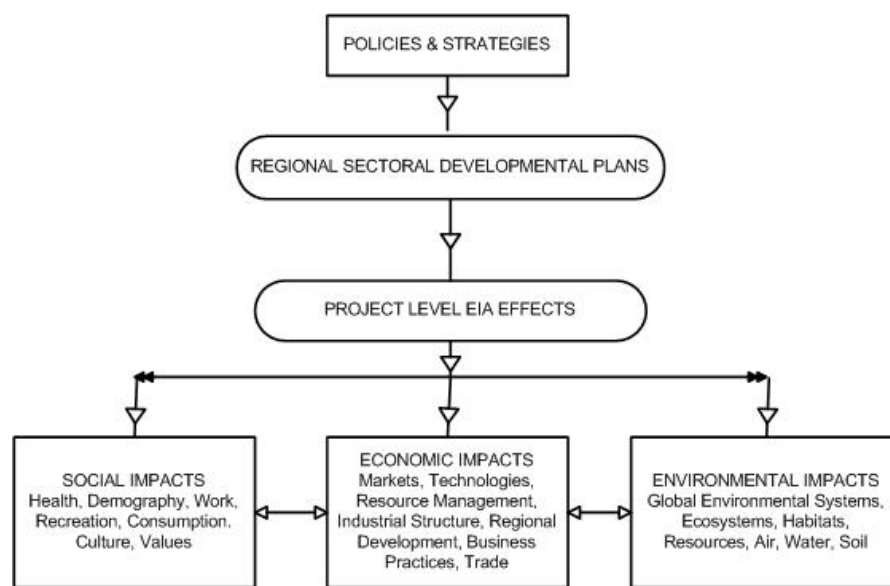 POLICIES & STRATEGIES
REGIONAL SECTORAL DEVELOPMENTAL PLANS
PROJECT LEVEL EIA EFFECTS
SOCIAL IMPACTS
Health, Demography, Work,
Recreation, Consumption.
Culture, Values
ECONOMIC IMPACTS
Markets, Technologies,
Resource Management,
Industrial Structure, Regional
Development, Business
Practices, Trade
ENVIRONMENTAL IMPACTS
Global Environmental Systems,
Ecosystems, Habitats,
Resources, Air, Water, Soil